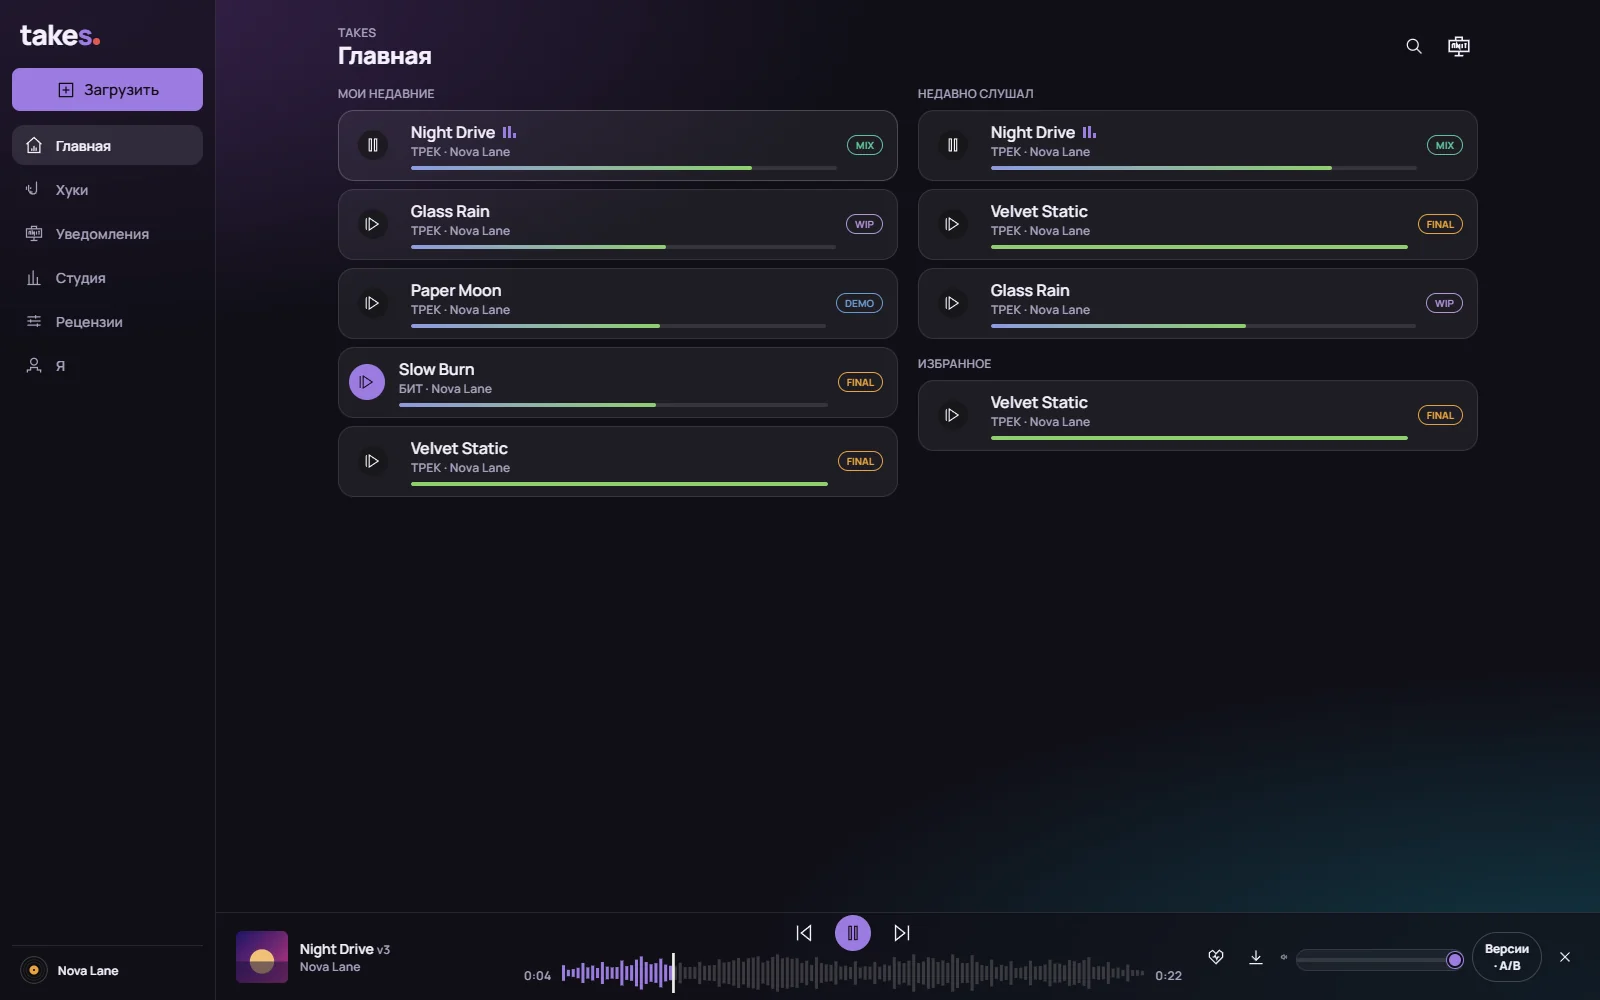 takes.
Загрузить
Главная
Хуки
Уведомления
Студия
Рецензии
Я
Nova Lane
TAKES
Главная
МОИ НЕДАВНИЕ
Night Drive
ТРЕК · Nova Lane
MIX
Glass Rain
ТРЕК · Nova Lane
WIP
Paper Moon
ТРЕК · Nova Lane
DEMO
Slow Burn
БИТ · Nova Lane
FINAL
Velvet Static
ТРЕК · Nova Lane
FINAL
НЕДАВНО СЛУШАЛ
Night Drive
ТРЕК · Nova Lane
MIX
Velvet Static
ТРЕК · Nova Lane
FINAL
Glass Rain
ТРЕК · Nova Lane
WIP
ИЗБРАННОЕ
Velvet Static
ТРЕК · Nova Lane
FINAL
Night Drive v3
Nova Lane
0:04
0:22
Версии
· A/B